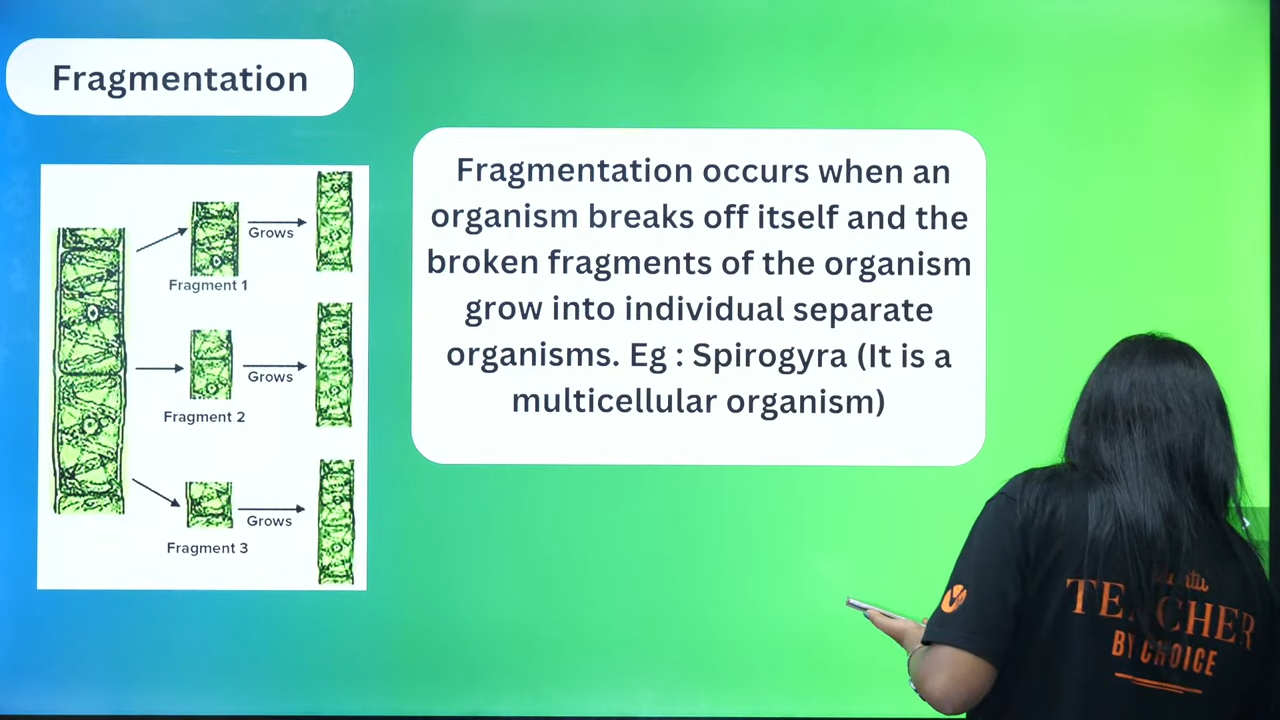 Fragmentation
Fragmentation occurs when an
organism breaks off itself and the
broken fragments of the organism
grow into individual separate
organisms. Eg : Spirogyra (It is a
multicellular organism)
Grows
Fragment 1
Grows
Fragment 2
Grows
Fragment 3
BY CHOICE